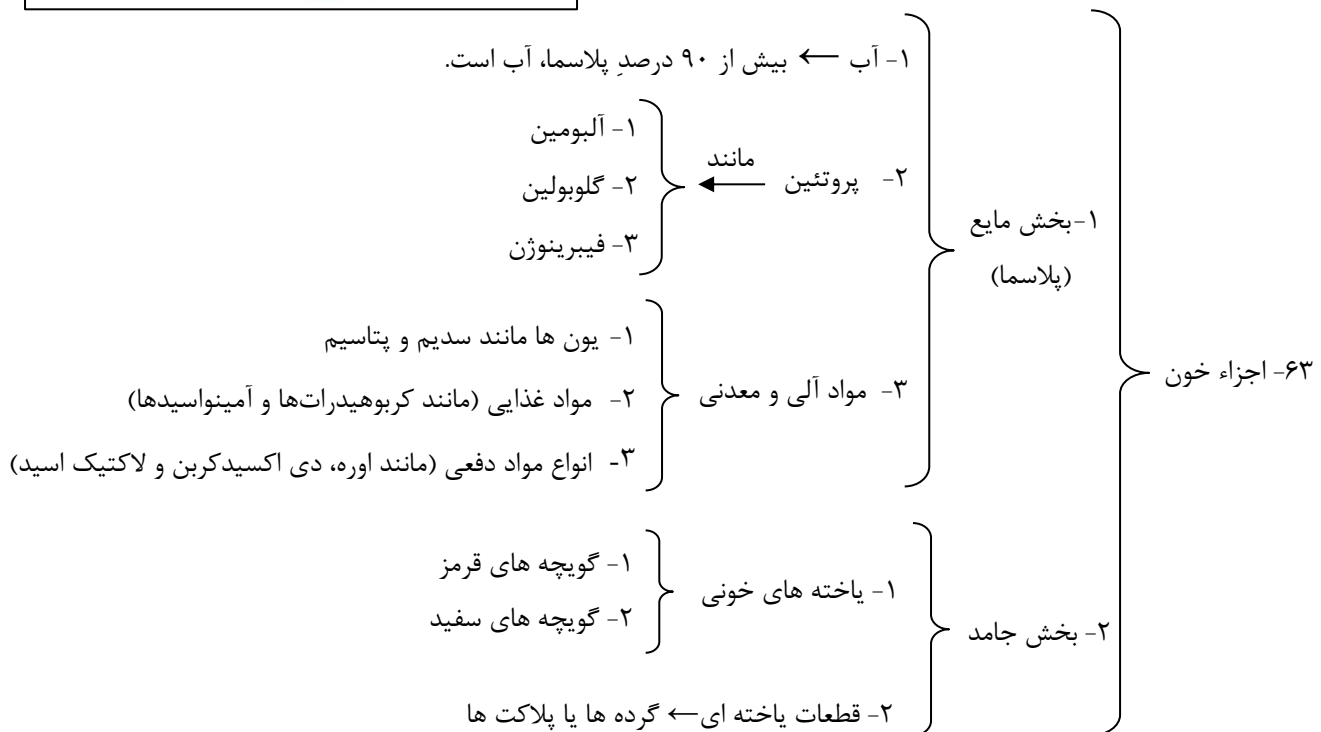 ۶۳- اجزاء خون
۱-بخش مایع
(پلاسما)
۱- آب ← بیش از ۹۰ درصدِ پلاسما، آب است.
۲- پروتئین
مانند
۱- آلبومین
۲- گلوبولین
۳- فیبرینوژن
۳- مواد آلی و معدنی
۱- یون ها مانند سدیم و پتاسیم
۲- مواد غذایی (مانند کربوهیدرات‌ها و آمینواسیدها)
۳- انواع مواد دفعی (مانند اوره، دی اکسیدکربن و لاکتیک اسید)
۲- بخش جامد
۱- یاخته های خونی
۱- گویچه های قرمز
۲- گویچه های سفید
۲- قطعات یاخته ای← گرده ها یا پلاکت ها